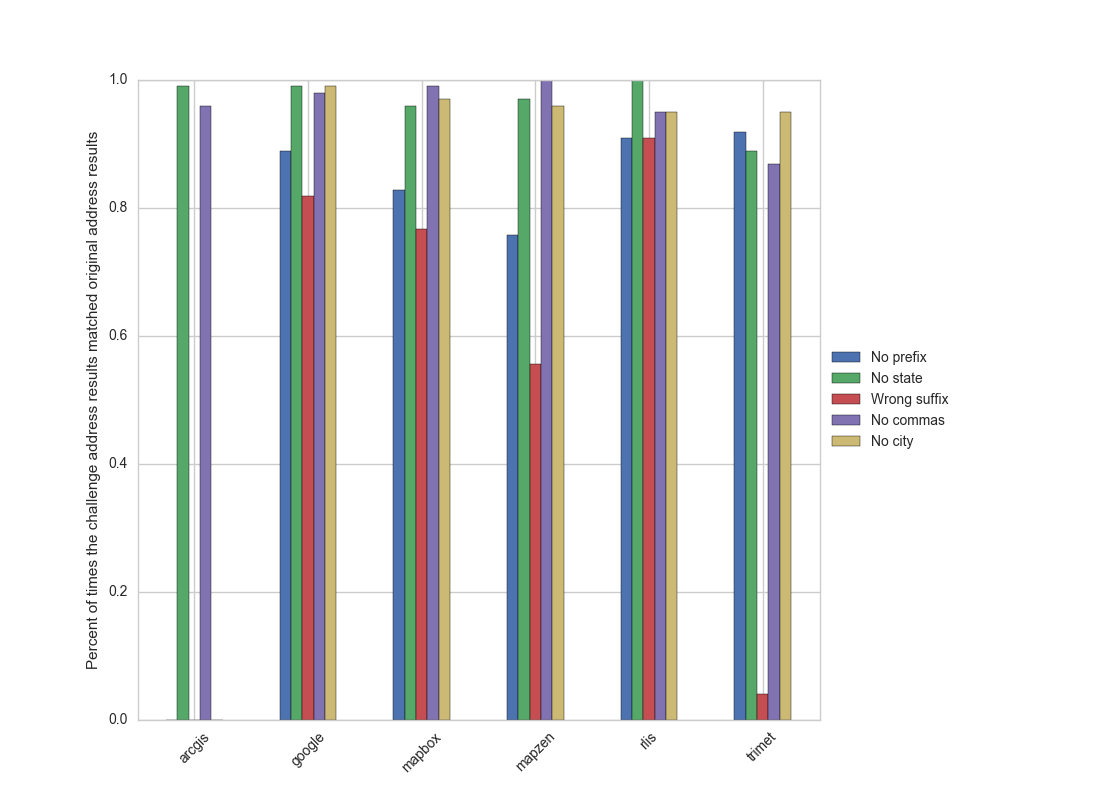 Percent of times the challenge address results matched original address results
1.0
0.8
0.6
0.4
0.2
0.0
arcgis
google
mapbox
mapzen
rlis
trimet
No prefix
No state
Wrong suffix
No commas
No city